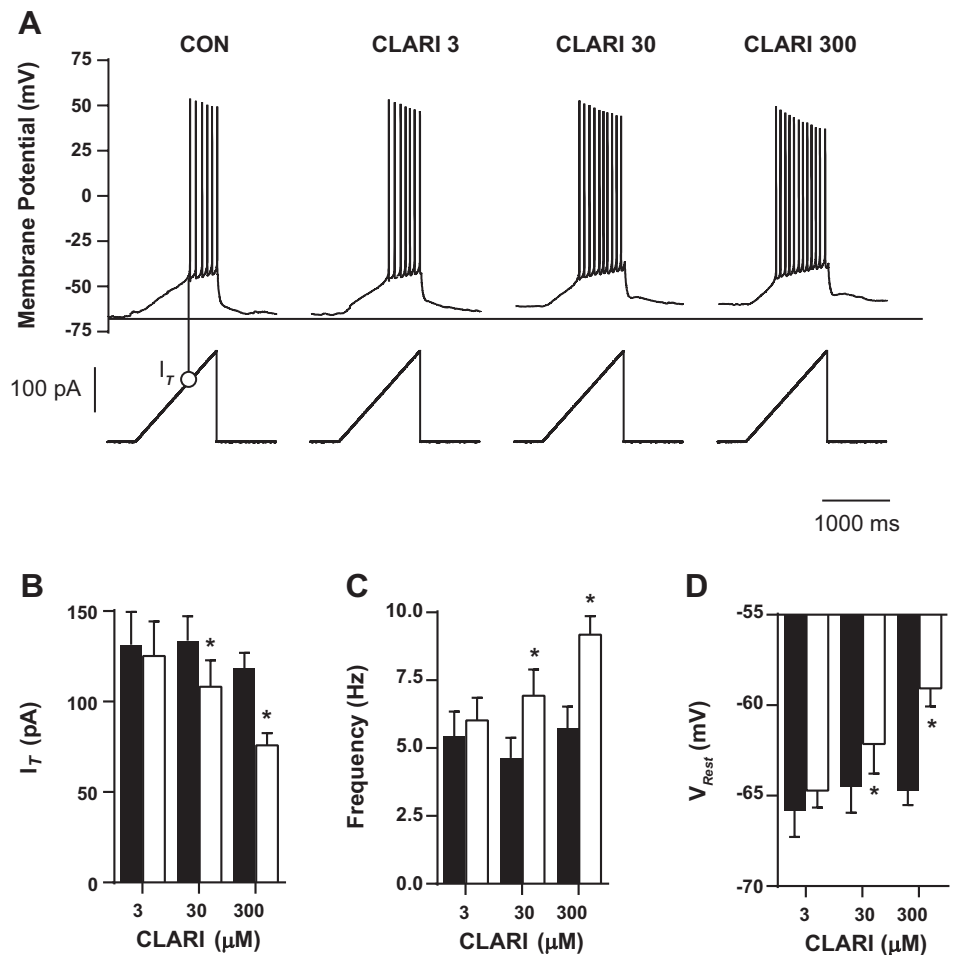 A
CON CLARI 3 CLARI 30 CLARI 300
Membrane Potential (mV)
75
50
25
0
-25
-50
-75
I_T
100 pA
1000 ms
B
I_T (pA)
150
100
50
0
* *
3 30 300
CLARI (μM)
C
Frequency (Hz)
10.0
7.5
5.0
2.5
0.0
* *
3 30 300
CLARI (μM)
D
V_Rest (mV)
-55
-60
-65
-70
* *
3 30 300
CLARI (μM)